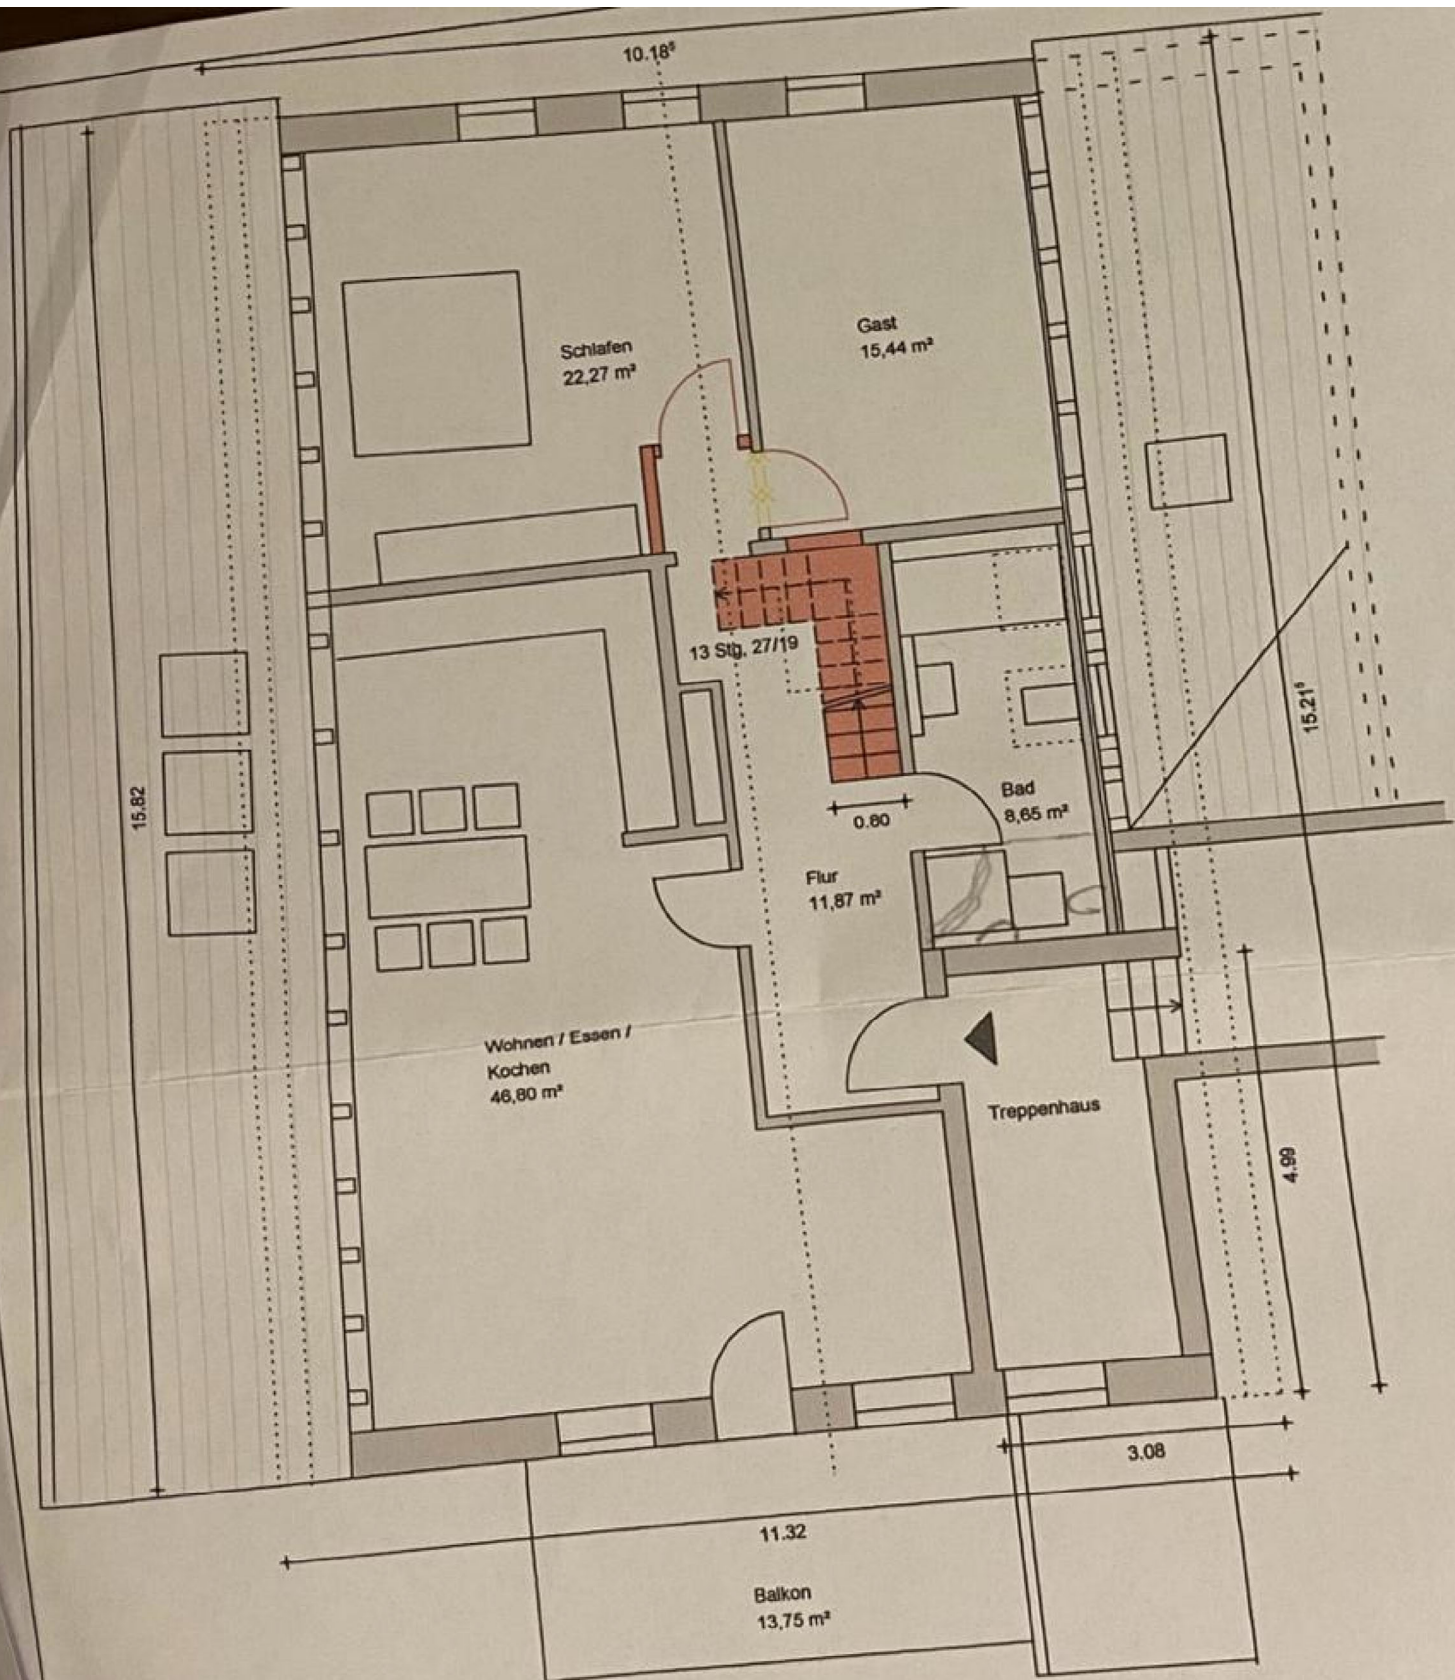 10.18⁵
Schlafen
22,27 m²
Gast
15,44 m²
13 Stg, 27/19
15.21⁵
15.82
Bad
8,65 m²
0.80
Flur
11,87 m²
Wohnen / Essen /
Kochen
46,80 m²
Treppenhaus
4.99
3.08
11.32
Balkon
13,75 m²